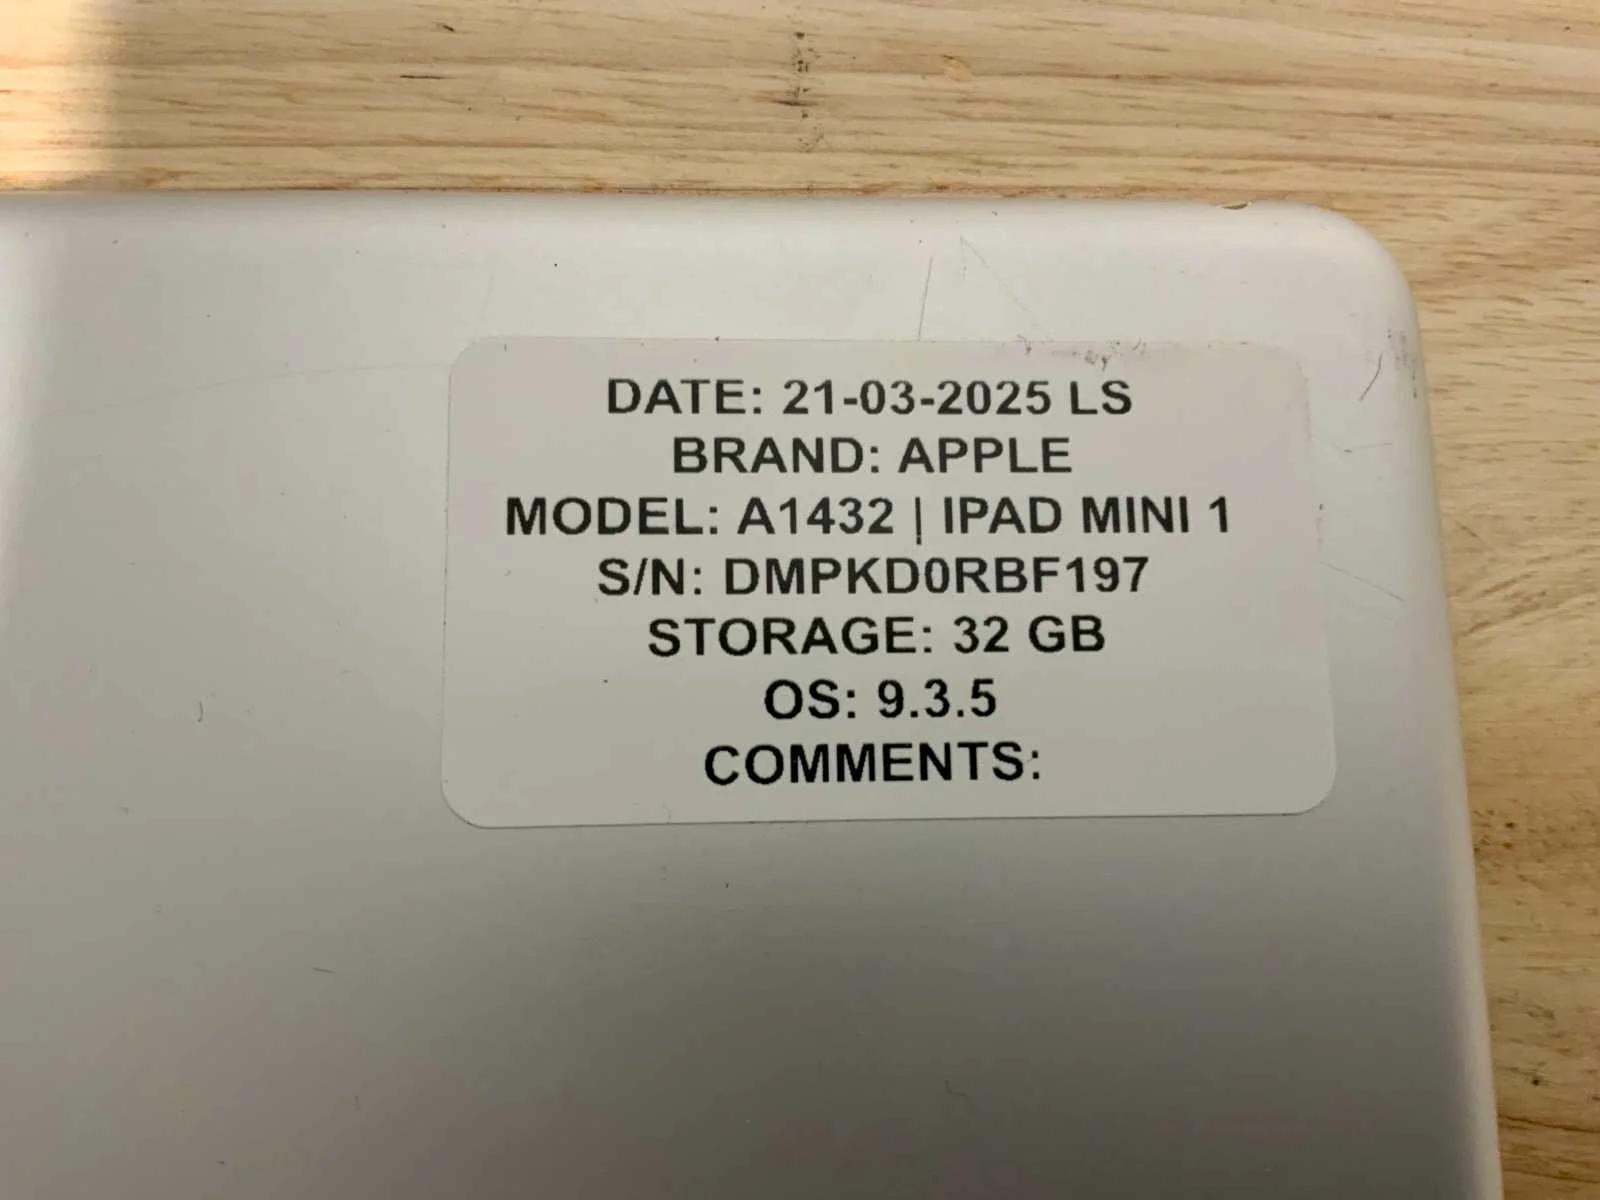 DATE: 21-03-2025 LS
BRAND: APPLE
MODEL: A1432 | IPAD MINI 1
S/N: DMPKD0RBF197
STORAGE: 32 GB
OS: 9.3.5
COMMENTS: